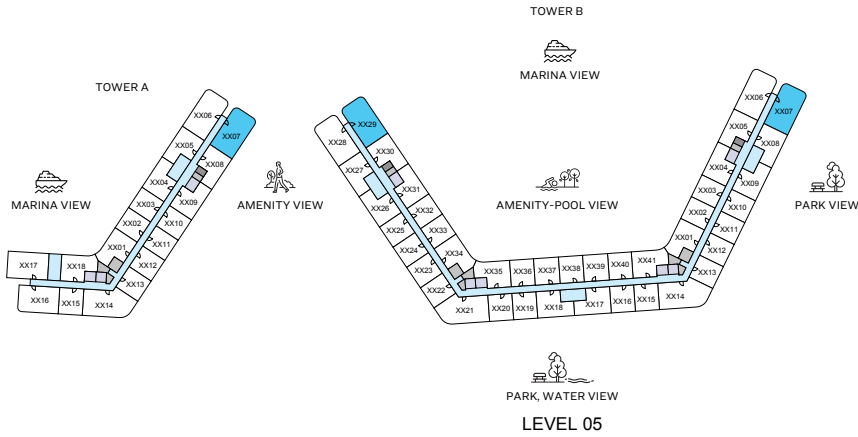 TOWER B
MARINA VIEW
TOWER A
XX06
XX07
XX05
XX08
XX04
XX09
XX03
XX10
XX02
XX11
XX01
XX12
XX13
XX17
XX18
XX16
XX15
XX14
MARINA VIEW
AMENITY VIEW
XX29
XX28
XX30
XX27
XX31
XX26
XX32
XX25
XX33
XX24
XX34
XX23
XX22
XX21
XX35
XX36
XX37
XX38
XX39
XX40
XX41
XX20
XX19
XX18
XX17
XX16
XX15
XX14
XX06
XX07
XX05
XX08
XX04
XX09
XX03
XX10
XX02
XX11
XX01
XX12
XX13
AMENITY-POOL VIEW
PARK VIEW
PARK, WATER VIEW
LEVEL 05